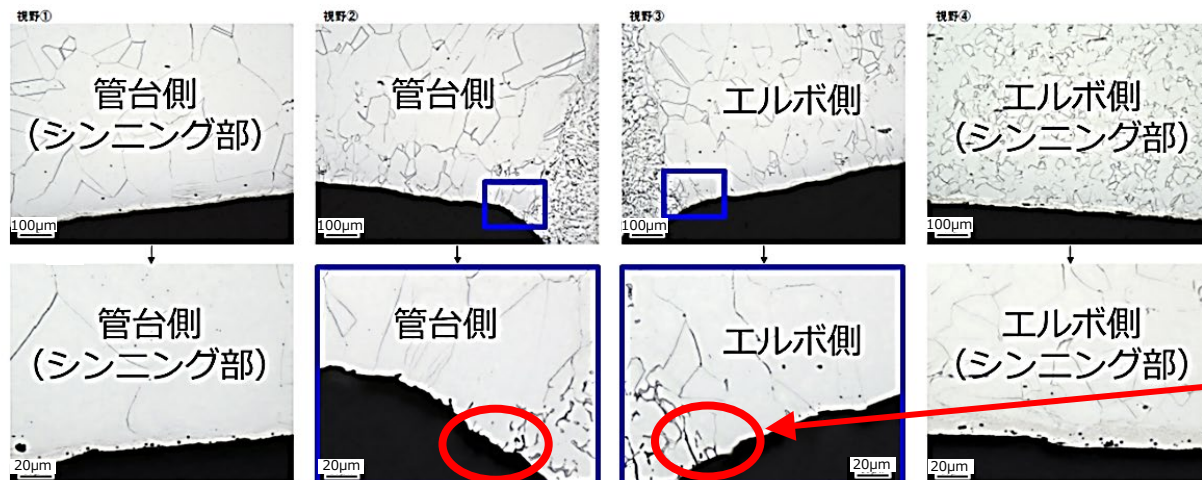 視野①
視野②
視野③
視野④
管台側
(シンニング部)
管台側
エルボ側
エルボ側
(シンニング部)
100μm
100μm
100μm
100μm
管台側
(シンニング部)
管台側
エルボ側
エルボ側
(シンニング部)
20μm
20μm
20μm
20μm